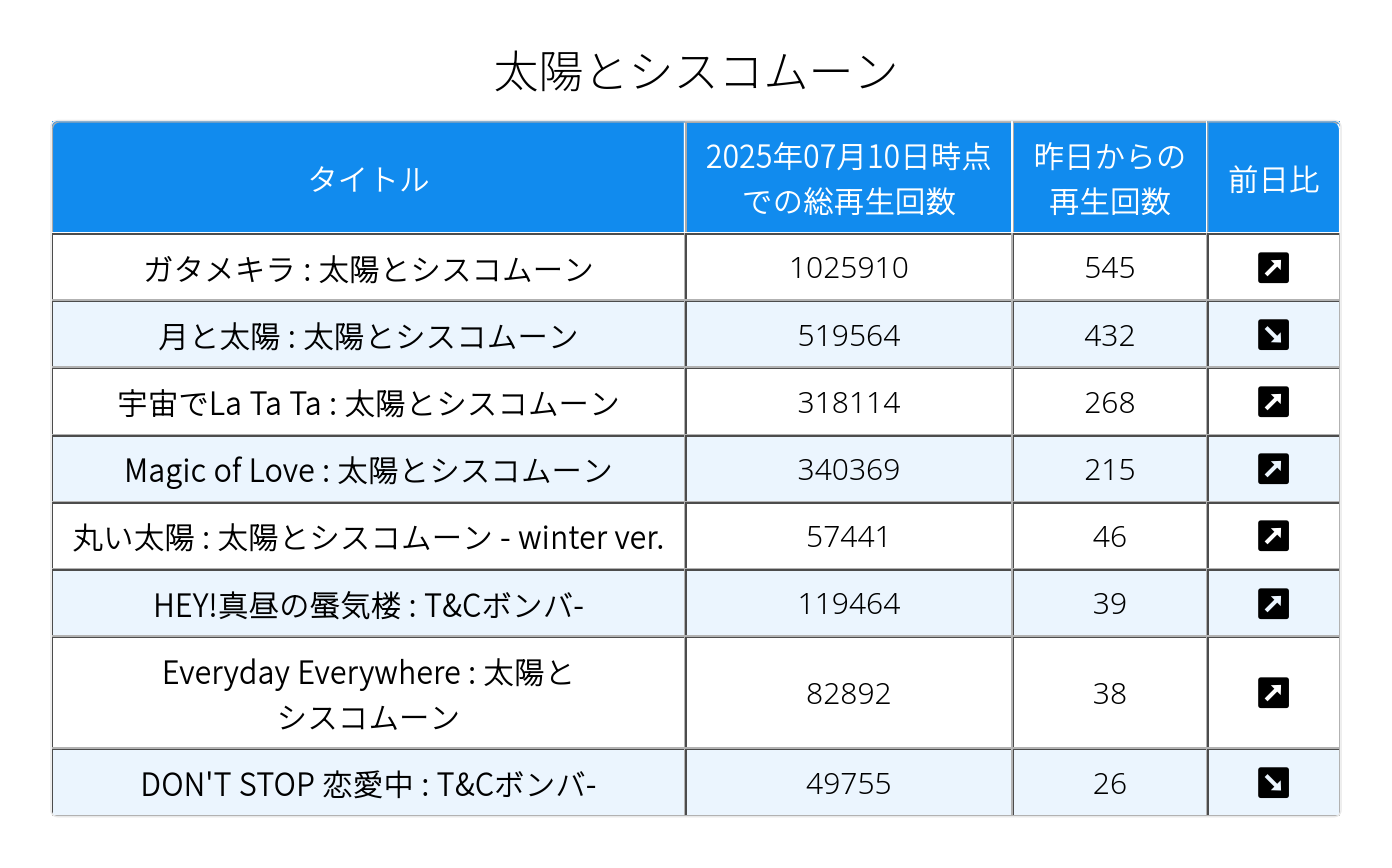 太陽とシスコムーン
タイトル
2025年07月10日時点
での総再生回数
昨日からの
再生回数
前日比
ガタメキラ : 太陽とシスコムーン 1025910 545
月と太陽 : 太陽とシスコムーン 519564 432
宇宙でLa Ta Ta : 太陽とシスコムーン 318114 268
Magic of Love : 太陽とシスコムーン 340369 215
丸い太陽 : 太陽とシスコムーン - winter ver. 57441 46
HEY!真昼の蜃気楼 : T&Cボンバ- 119464 39
Everyday Everywhere : 太陽と
シスコムーン 82892 38
DON'T STOP 恋愛中 : T&Cボンバ- 49755 26